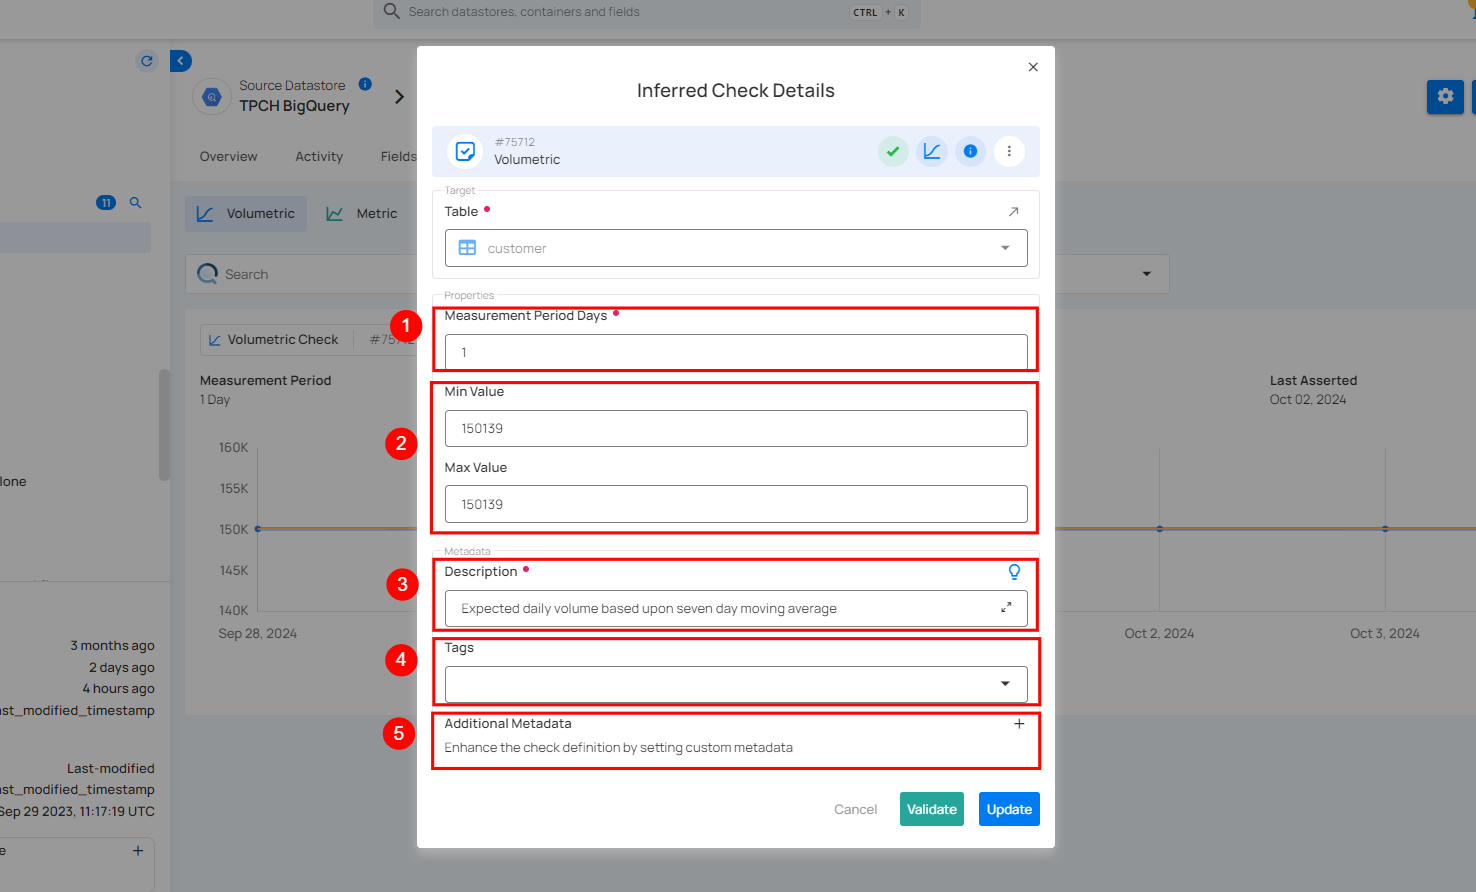 Search datastores, containers and fields
CTRL + K
Source Datastore
TPCH BigQuery
Overview
Activity
Fields
11
Volumetric
Metric
Search
Volumetric Check
Measurement Period
1 Day
Last Asserted
Oct 02, 2024
160K
155K
150K
145K
140K
Sep 28, 2024
Oct 2, 2024
Oct 3, 2024
lone
3 months ago
2 days ago
4 hours ago
st_modified_timestamp
Last-modified
st_modified_timestamp
Sep 29 2023, 11:17:19 UTC
e
Inferred Check Details
#75712
Volumetric
Target
Table
customer
Properties
1
Measurement Period Days
1
2
Min Value
150139
Max Value
150139
Metadata
3
Description
Expected daily volume based upon seven day moving average
4
Tags
5
Additional Metadata
Enhance the check definition by setting custom metadata
Cancel
Validate
Update